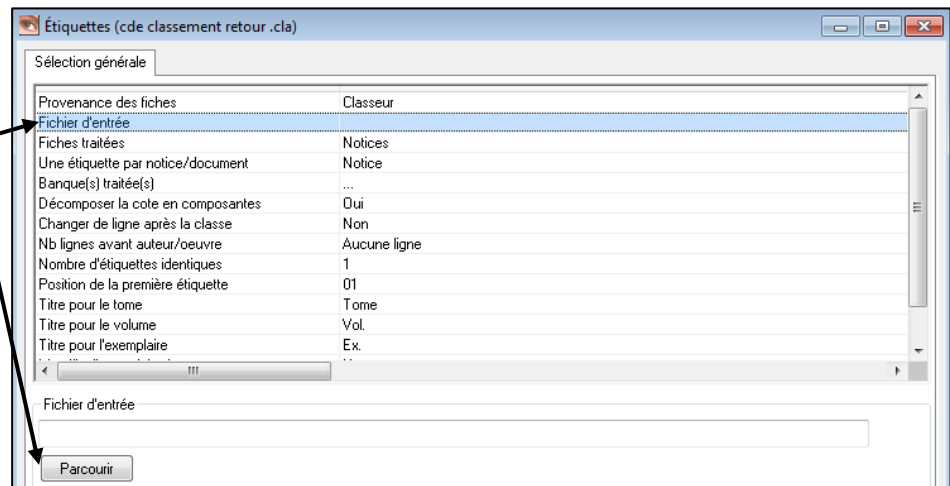 Étiquettes (cde classement retour .cla)
Sélection générale
Provenance des fiches Classeur
Fichier d'entrée
Fiches traitées Notices
Une étiquette par notice/document Notice
Banque(s) traitée(s) ...
Décomposer la cote en composantes Oui
Changer de ligne après la classe Non
Nb lignes avant auteur/oeuvre Aucune ligne
Nombre d'étiquettes identiques 1
Position de la première étiquette 01
Titre pour le tome Tome
Titre pour le volume Vol.
Titre pour l'exemplaire Ex.
Fichier d'entrée
Parcourir